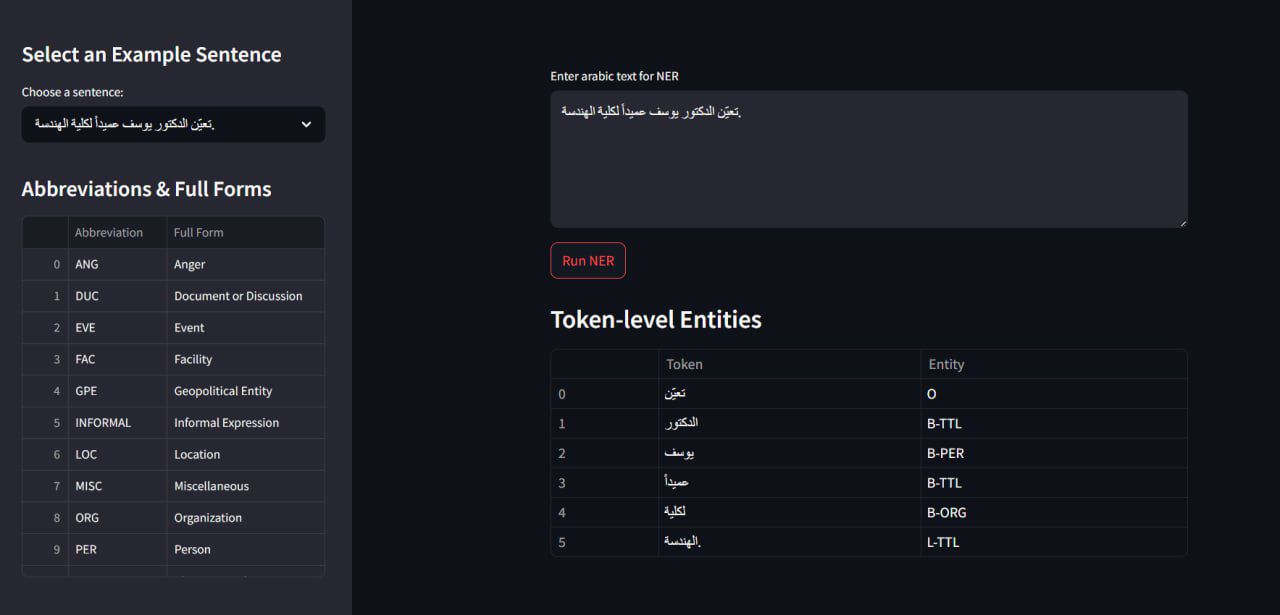 Select an Example Sentence
Choose a sentence:
تعيّن الدكتور يوسف عميداً لكلية الهندسة.
Abbreviations & Full Forms
Abbreviation Full Form
0 ANG Anger
1 DUC Document or Discussion
2 EVE Event
3 FAC Facility
4 GPE Geopolitical Entity
5 INFORMAL Informal Expression
6 LOC Location
7 MISC Miscellaneous
8 ORG Organization
9 PER Person
Enter arabic text for NER
تعيّن الدكتور يوسف عميداً لكلية الهندسة.
Run NER
Token-level Entities
Token Entity
0 تعيّن O
1 الدكتور B-TTL
2 يوسف B-PER
3 عميداً B-TTL
4 لكلية B-ORG
5 الهندسة. L-TTL